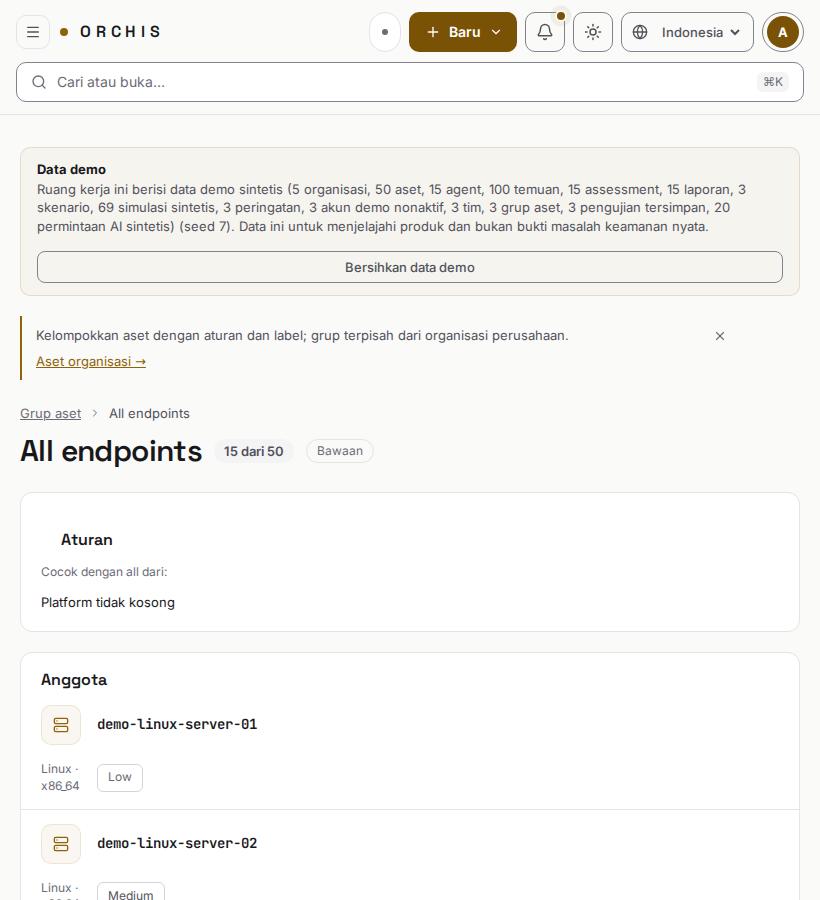 ORCHIS
Baru
Indonesia
A
Cari atau buka...
⌘K
Data demo
Ruang kerja ini berisi data demo sintetis (5 organisasi, 50 aset, 15 agent, 100 temuan, 15 assessment, 15 laporan, 3
skenario, 69 simulasi sintetis, 3 peringatan, 3 akun demo nonaktif, 3 tim, 3 grup aset, 3 pengujian tersimpan, 20
permintaan AI sintetis) (seed 7). Data ini untuk menjelajahi produk dan bukan bukti masalah keamanan nyata.
Bersihkan data demo
Kelompokkan aset dengan aturan dan label; grup terpisah dari organisasi perusahaan.
Aset organisasi →
Grup aset > All endpoints
All endpoints 15 dari 50 Bawaan
Aturan
Cocok dengan all dari:
Platform tidak kosong
Anggota
demo-linux-server-01
Linux ·
x86_64
Low
demo-linux-server-02
Linux ·
Medium